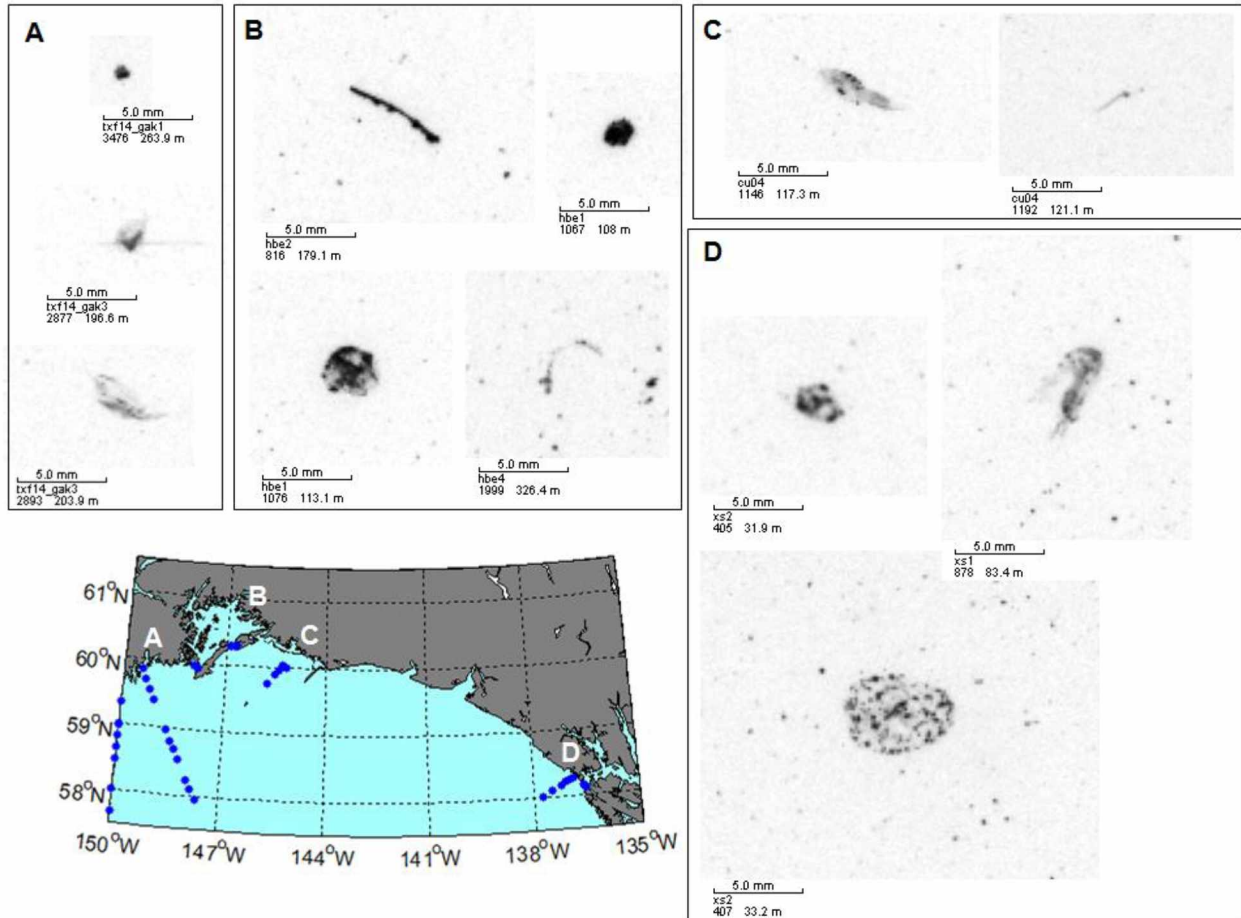 A
5.0 mm
txf14_gak1
3476 263.9 m
5.0 mm
txf14_gak3
2877 196.6 m
5.0 mm
txf14_gak3
2893 203.9 m
B
5.0 mm
hbe2
816 179.1 m
5.0 mm
hbe1
1067 108 m
5.0 mm
hbe1
1076 113.1 m
5.0 mm
hbe4
1999 326.4 m
C
5.0 mm
cu04
1146 117.3 m
5.0 mm
cu04
1192 121.1 m
D
5.0 mm
xs2
405 31.9 m
5.0 mm
xs1
878 83.4 m
5.0 mm
xs2
407 33.2 m
61°N
60°N
59°N
58°N
A
B
C
D
150°W
147°W
144°W
141°W
138°W
135°W